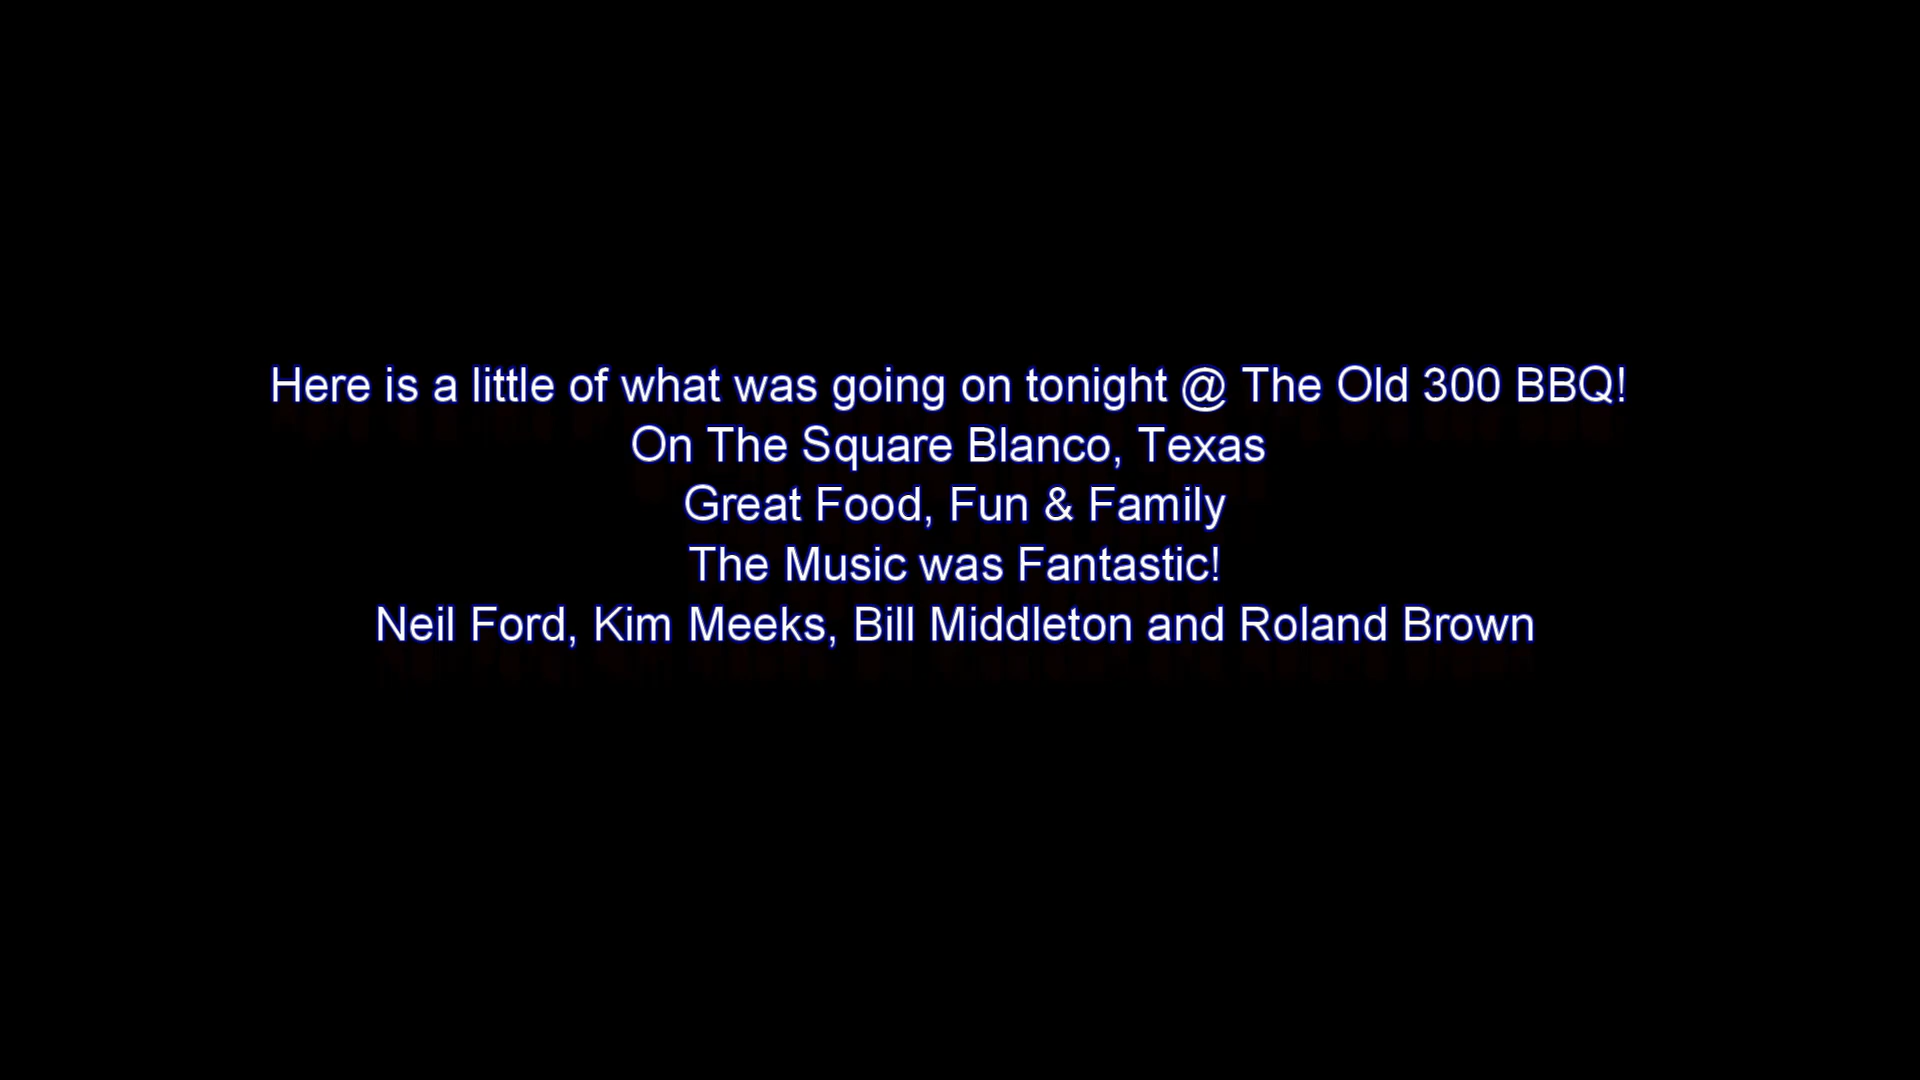 Here is a little of what was going on tonight @ The Old 300 BBQ!
On The Square Blanco, Texas
Great Food, Fun & Family
The Music was Fantastic!
Neil Ford, Kim Meeks, Bill Middleton and Roland Brown